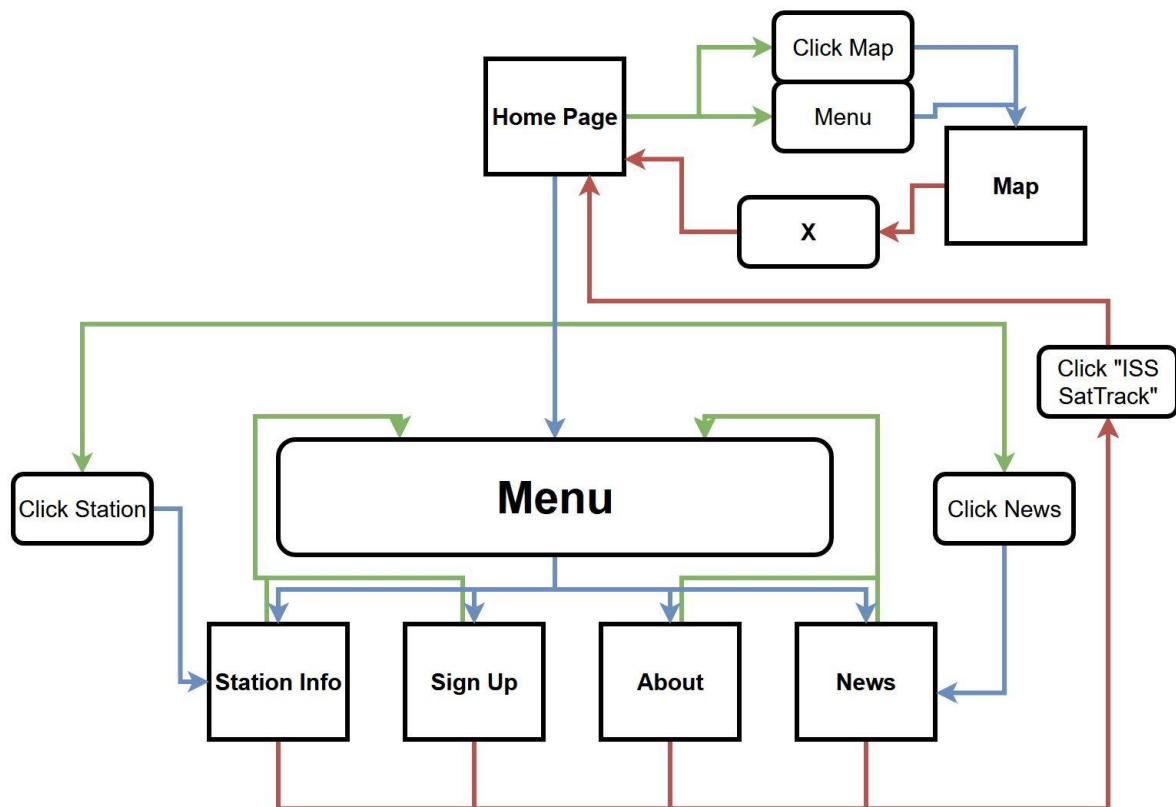 Click Map
Home Page
Menu
Map
X
Click "ISS
SatTrack"
Click Station
Menu
Click News
Station Info
Sign Up
About
News